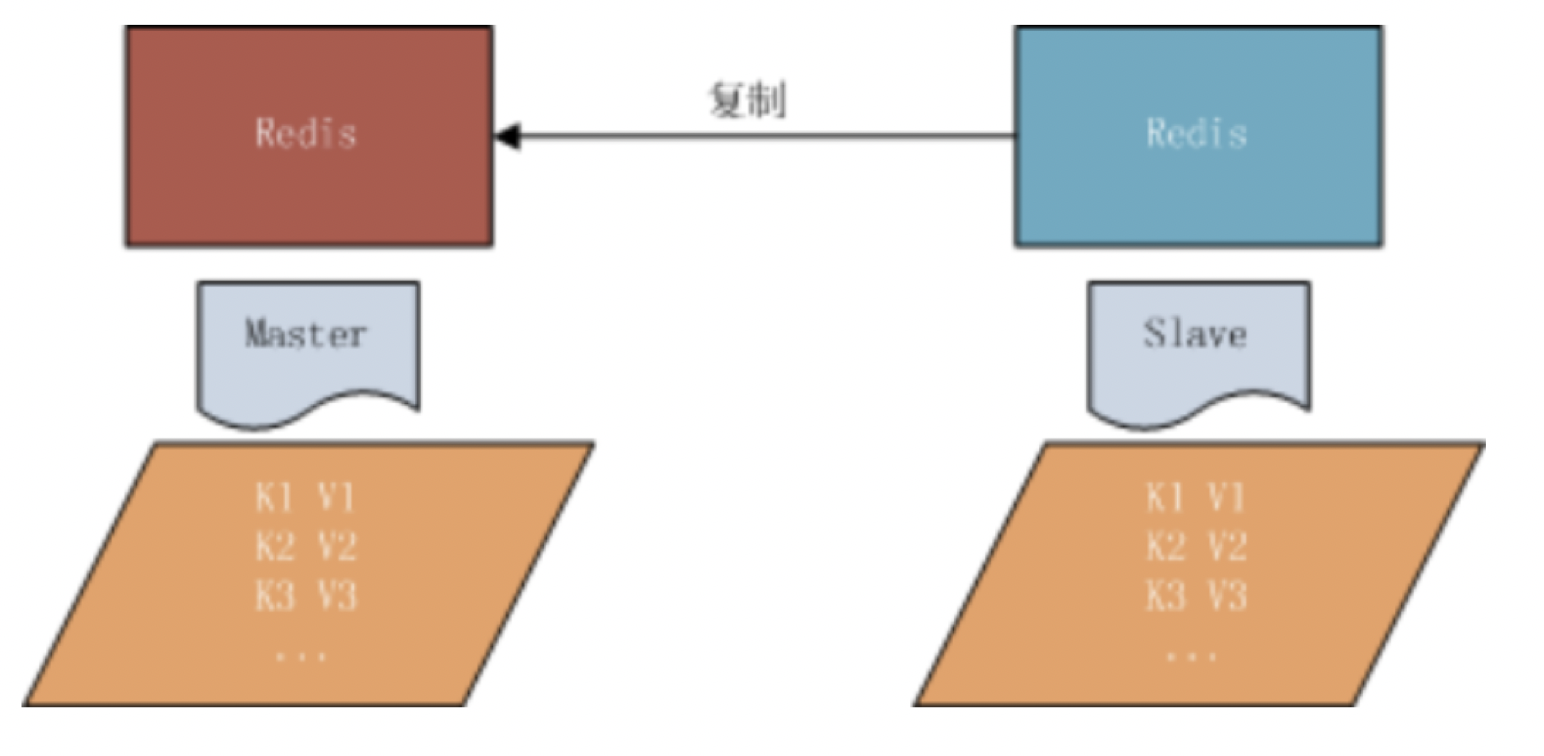 Redis
复制
Redis
Master
Slave
K1 V1
K2 V2
K3 V3
...
K1 V1
K2 V2
K3 V3
...